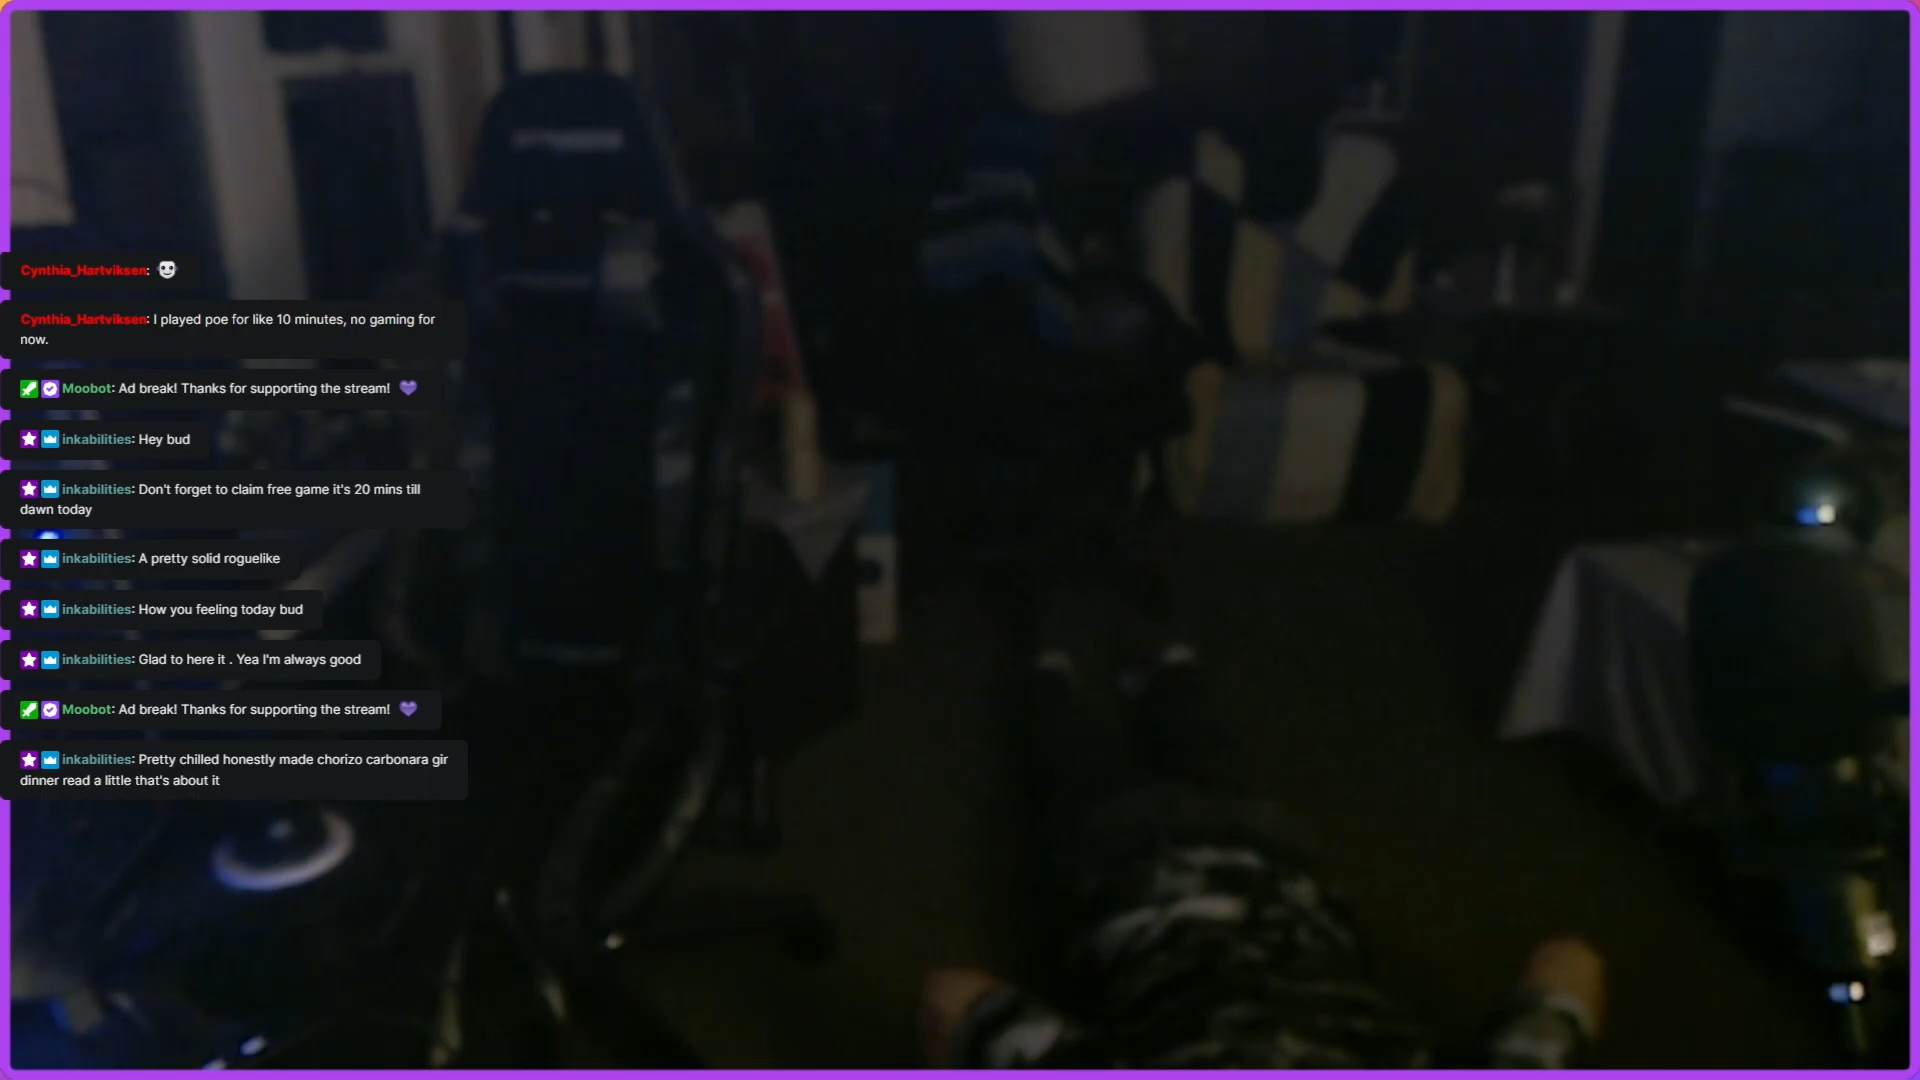 Cynthia_Hartviksen:
Cynthia_Hartviksen: I played poe for like 10 minutes, no gaming for
now.
Moobot: Ad break! Thanks for supporting the stream!
inkabilities: Hey bud
inkabilities: Don't forget to claim free game it's 20 mins till
dawn today
inkabilities: A pretty solid roguelike
inkabilities: How you feeling today bud
inkabilities: Glad to here it . Yea I'm always good
Moobot: Ad break! Thanks for supporting the stream!
inkabilities: Pretty chilled honestly made chorizo carbonara gir
dinner read a little that's about it